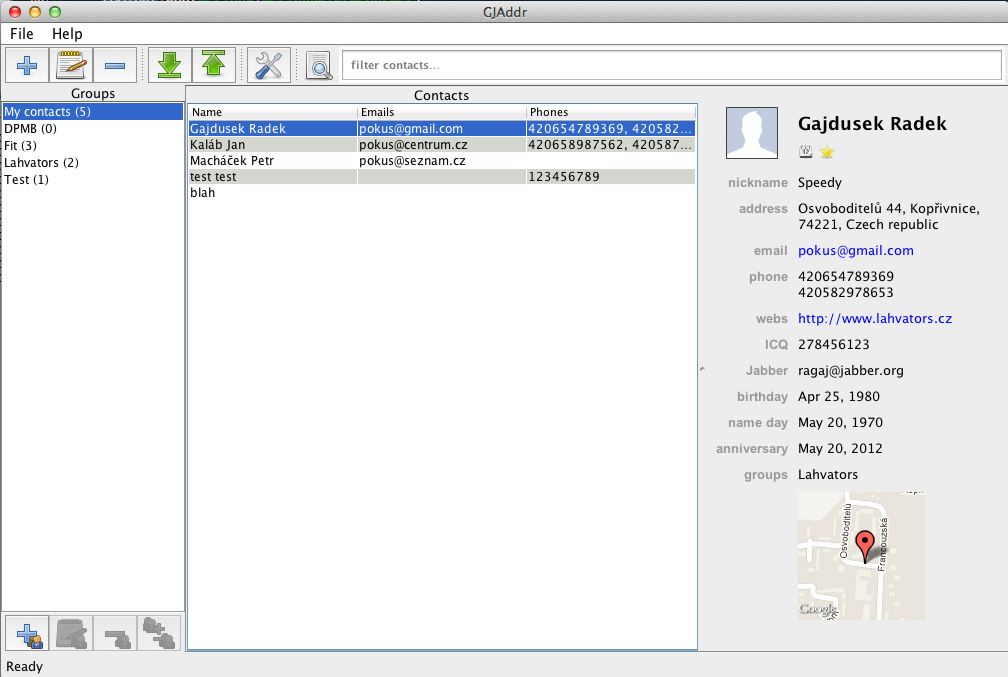 GJAddr
File Help
filter contacts...
Groups
My contacts (5)
DPMB (0)
Fit (3)
Lahvators (2)
Test (1)
Contacts
Name Emails Phones
Gajdusek Radek pokus@gmail.com 420654789369, 420582...
Kaláb Jan pokus@centrum.cz 420658987562, 420587...
Macháček Petr pokus@seznam.cz
test test 123456789
blah
Gajdusek Radek
12
nickname Speedy
address Osvoboditelů 44, Kopřivnice,
74221, Czech republic
email pokus@gmail.com
phone 420654789369
420582978653
webs http://www.lahvators.cz
ICQ 278456123
Jabber ragaj@jabber.org
birthday Apr 25, 1980
name day May 20, 1970
anniversary May 20, 2012
groups Lahvators
Osvoboditelů
Francouzská
Google
Ready